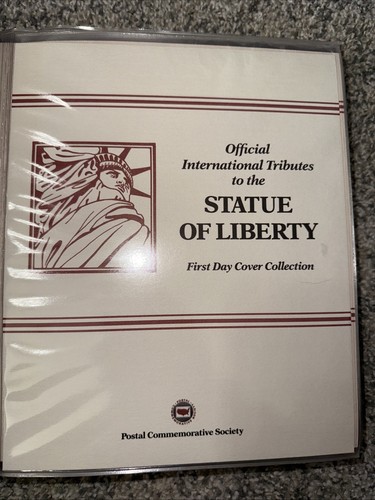 Official
International Tributes
to the
STATUE
OF LIBERTY
First Day Cover Collection
Postal Commemorative Society